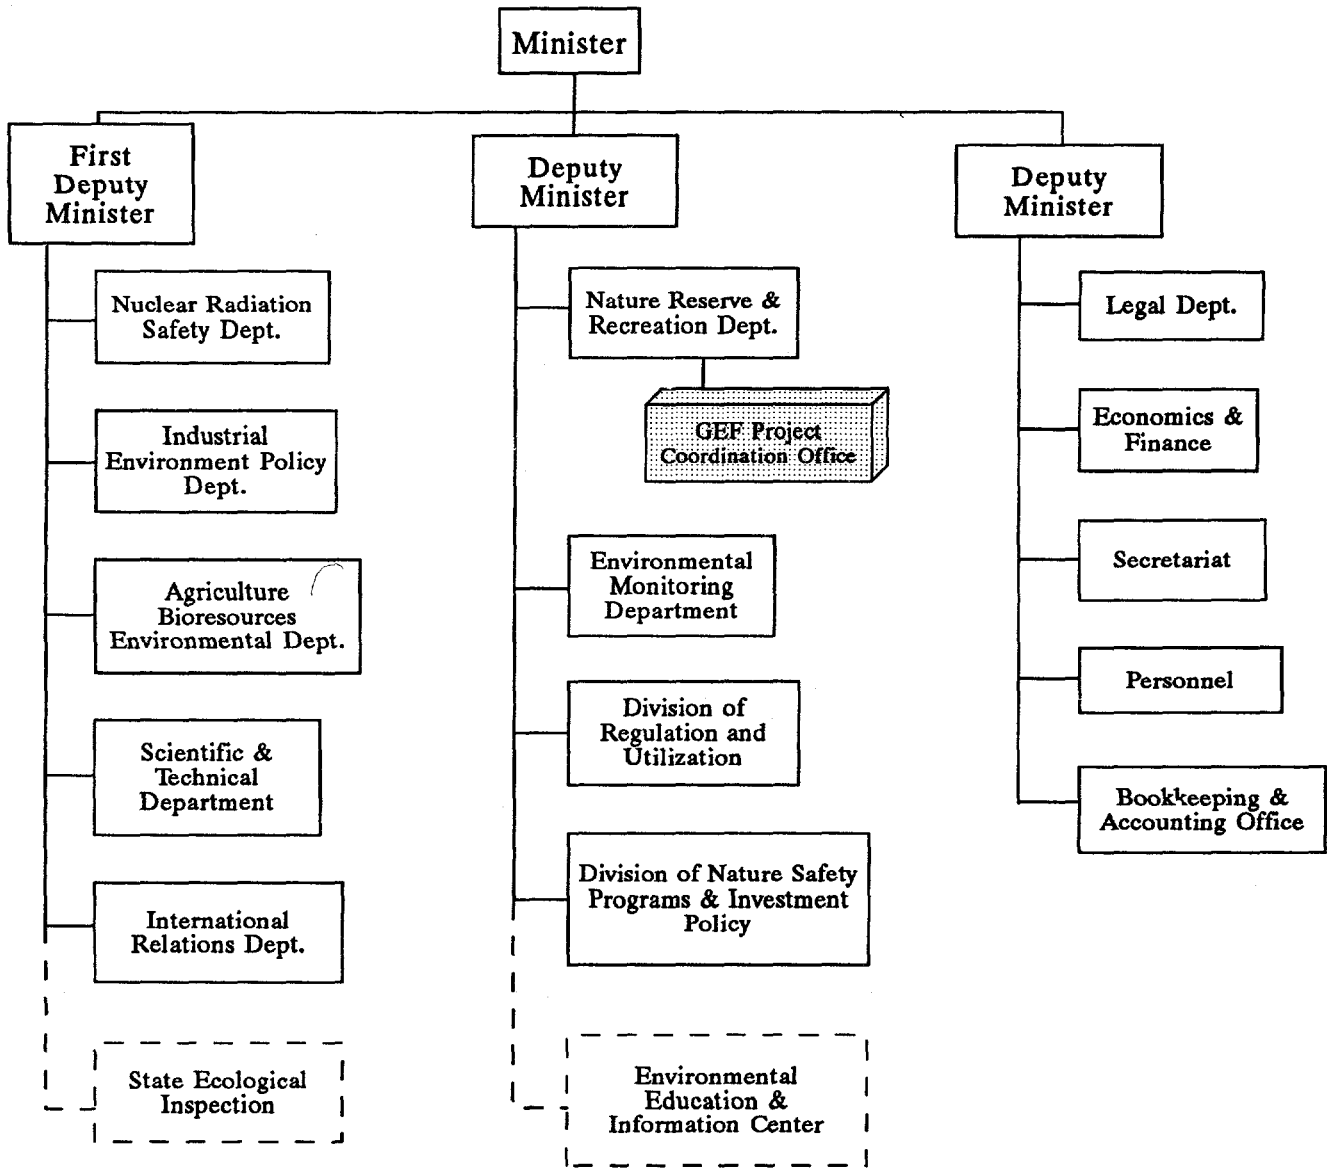 Minister
First
Deputy
Minister
Nuclear Radiation
Safety Dept.
Industrial
Environment Policy
Dept.
Agriculture
Bioresources
Environmental Dept.
Scientific &
Technical
Department
International
Relations Dept.
State Ecological
Inspection
Deputy
Minister
Nature Reserve &
Recreation Dept.
GEF Project
Coordination Office
Environmental
Monitoring
Department
Division of
Regulation and
Utilization
Division of Nature Safety
Programs & Investment
Policy
Environmental
Education &
Information Center
Deputy
Minister
Legal Dept.
Economics &
Finance
Secretariat
Personnel
Bookkeeping &
Accounting Office